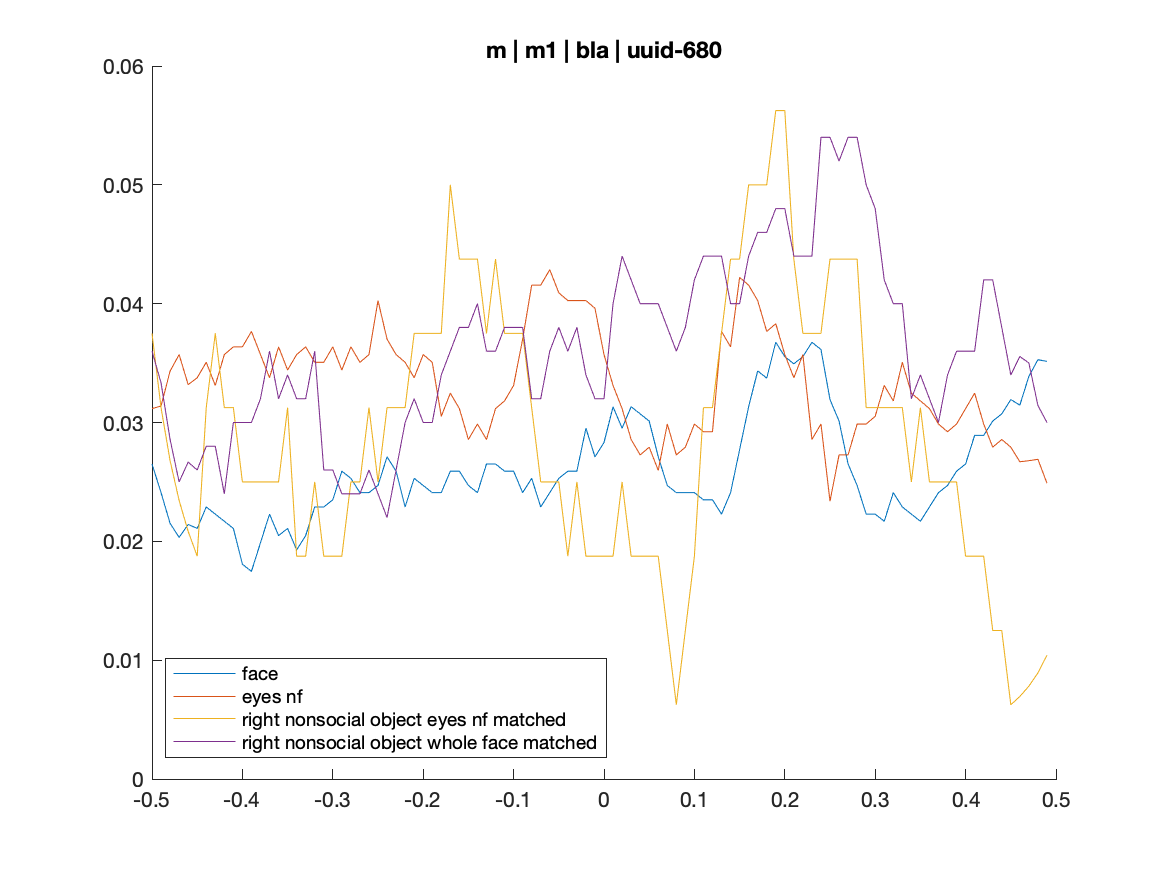 m | m1 | bla | uuid-680
0.06
0.05
0.04
0.03
0.02
0.01
0
face
eyes nf
right nonsocial object eyes nf matched
right nonsocial object whole face matched
-0.5 -0.4 -0.3 -0.2 -0.1 0 0.1 0.2 0.3 0.4 0.5